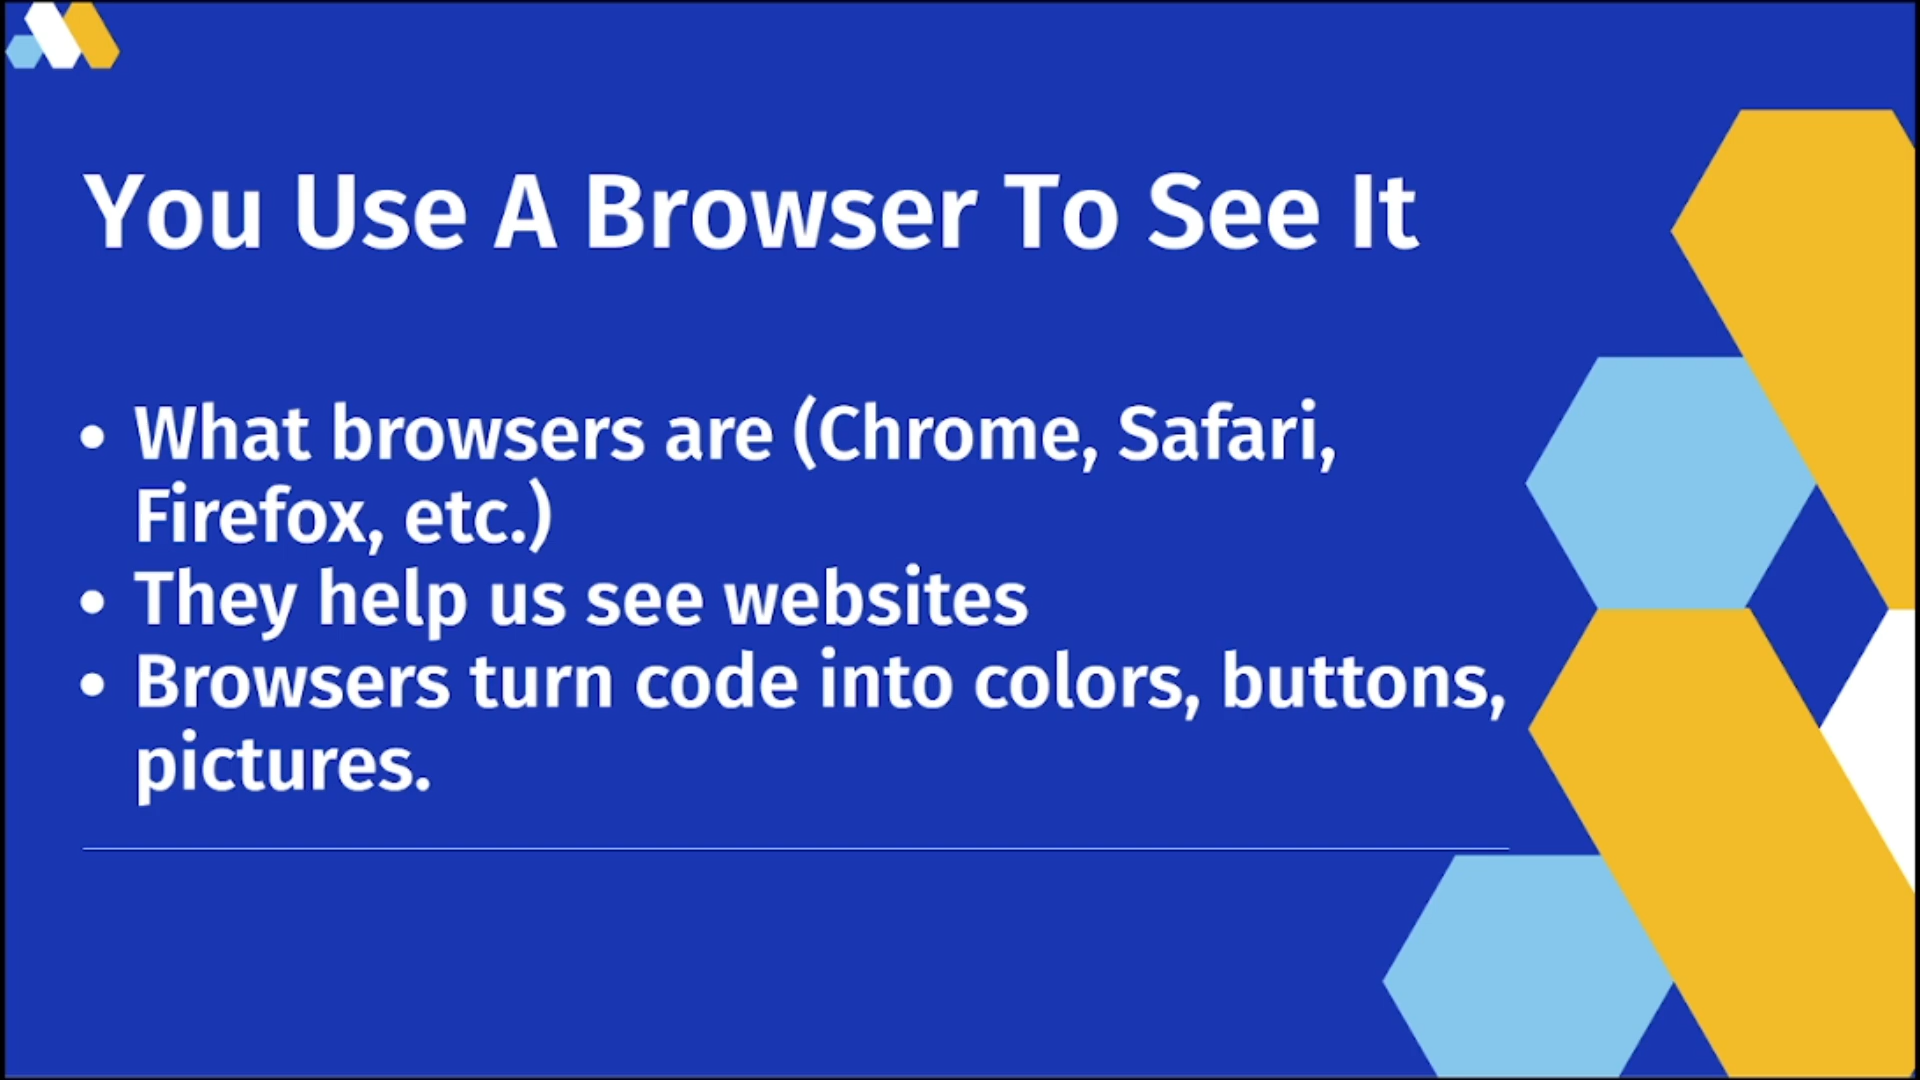 You Use A Browser To See It
• What browsers are (Chrome, Safari,
Firefox, etc.)
• They help us see websites
• Browsers turn code into colors, buttons,
pictures.